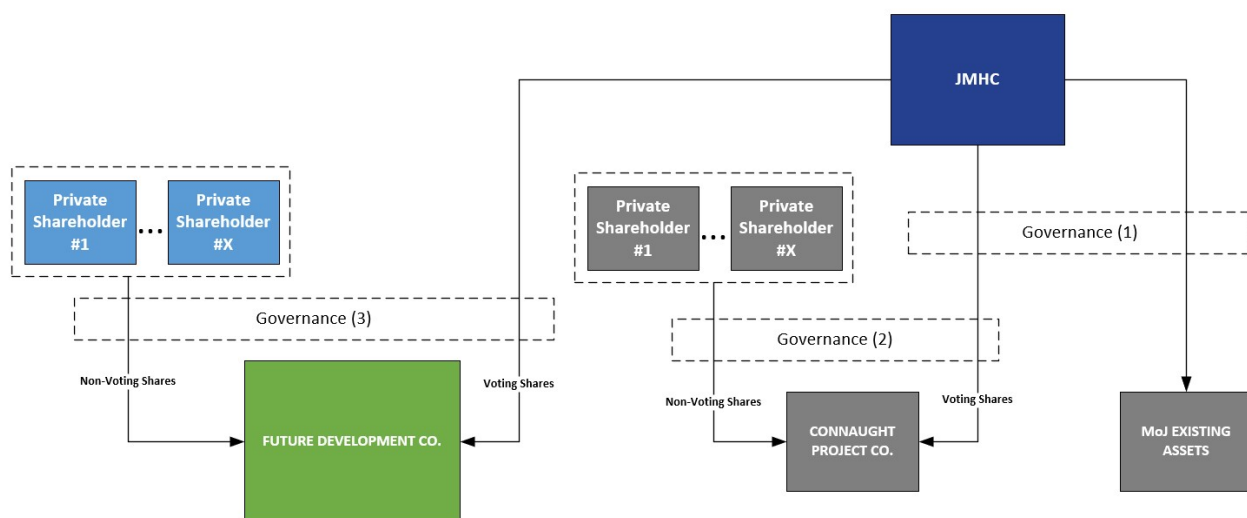 JMHC
Private
Shareholder
#1
...
Private
Shareholder
#X
Private
Shareholder
#1
...
Private
Shareholder
#X
Governance (1)
Governance (3)
Governance (2)
Non-Voting Shares
Voting Shares
Non-Voting Shares
Voting Shares
FUTURE DEVELOPMENT CO.
CONNAUGHT
PROJECT CO.
MoJ EXISTING
ASSETS